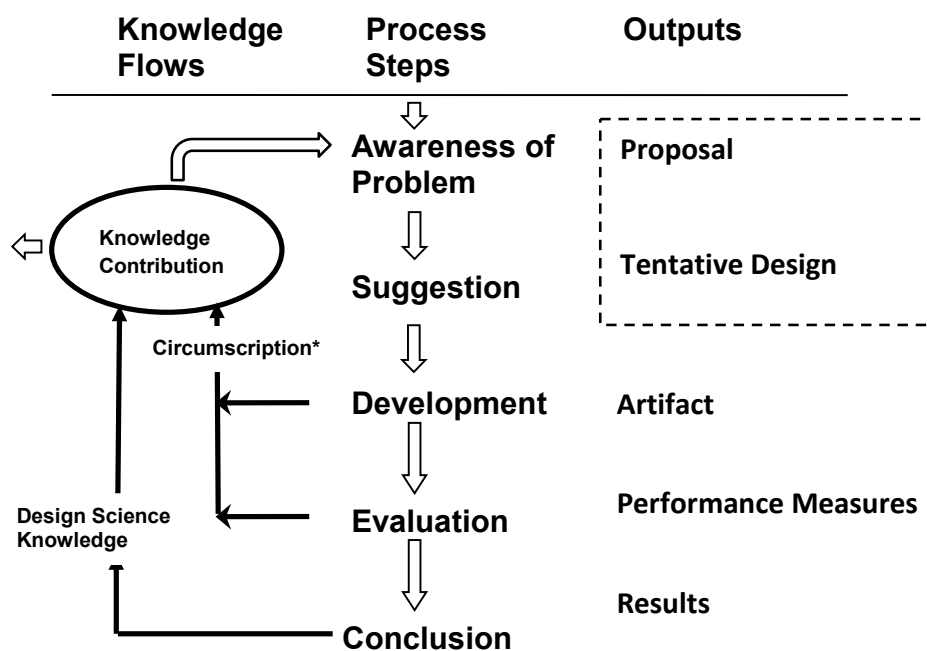 Knowledge Flows
Process Steps
Outputs
Awareness of Problem
Proposal
Knowledge Contribution
Tentative Design
Suggestion
Circumscription*
Development
Artifact
Design Science Knowledge
Evaluation
Performance Measures
Results
Conclusion